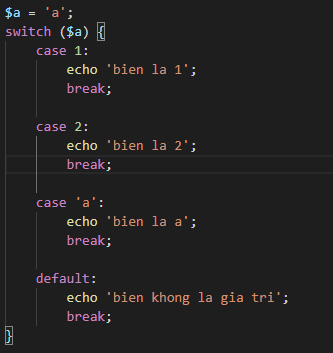 $a = 'a';
switch ($a) {
    case 1:
        echo 'bien la 1';
        break;

    case 2:
        echo 'bien la 2';
        break;

    case 'a':
        echo 'bien la a';
        break;

    default:
        echo 'bien khong la gia tri';
        break;
}